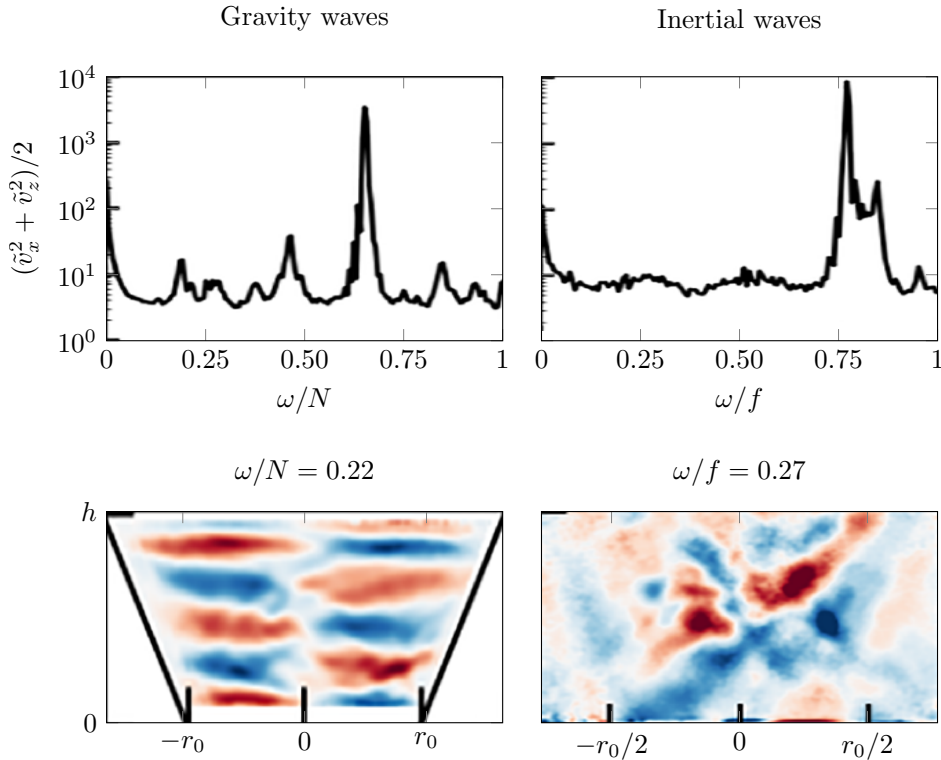 Gravity waves
Inertial waves
(ṽ_x^2 + ṽ_z^2)/2
10^4
10^3
10^2
10^1
10^0
0 0.25 0.50 0.75 1
ω/N
0 0.25 0.50 0.75 1
ω/f
ω/N = 0.22
ω/f = 0.27
h
0
−r_0 0 r_0
−r_0/2 0 r_0/2